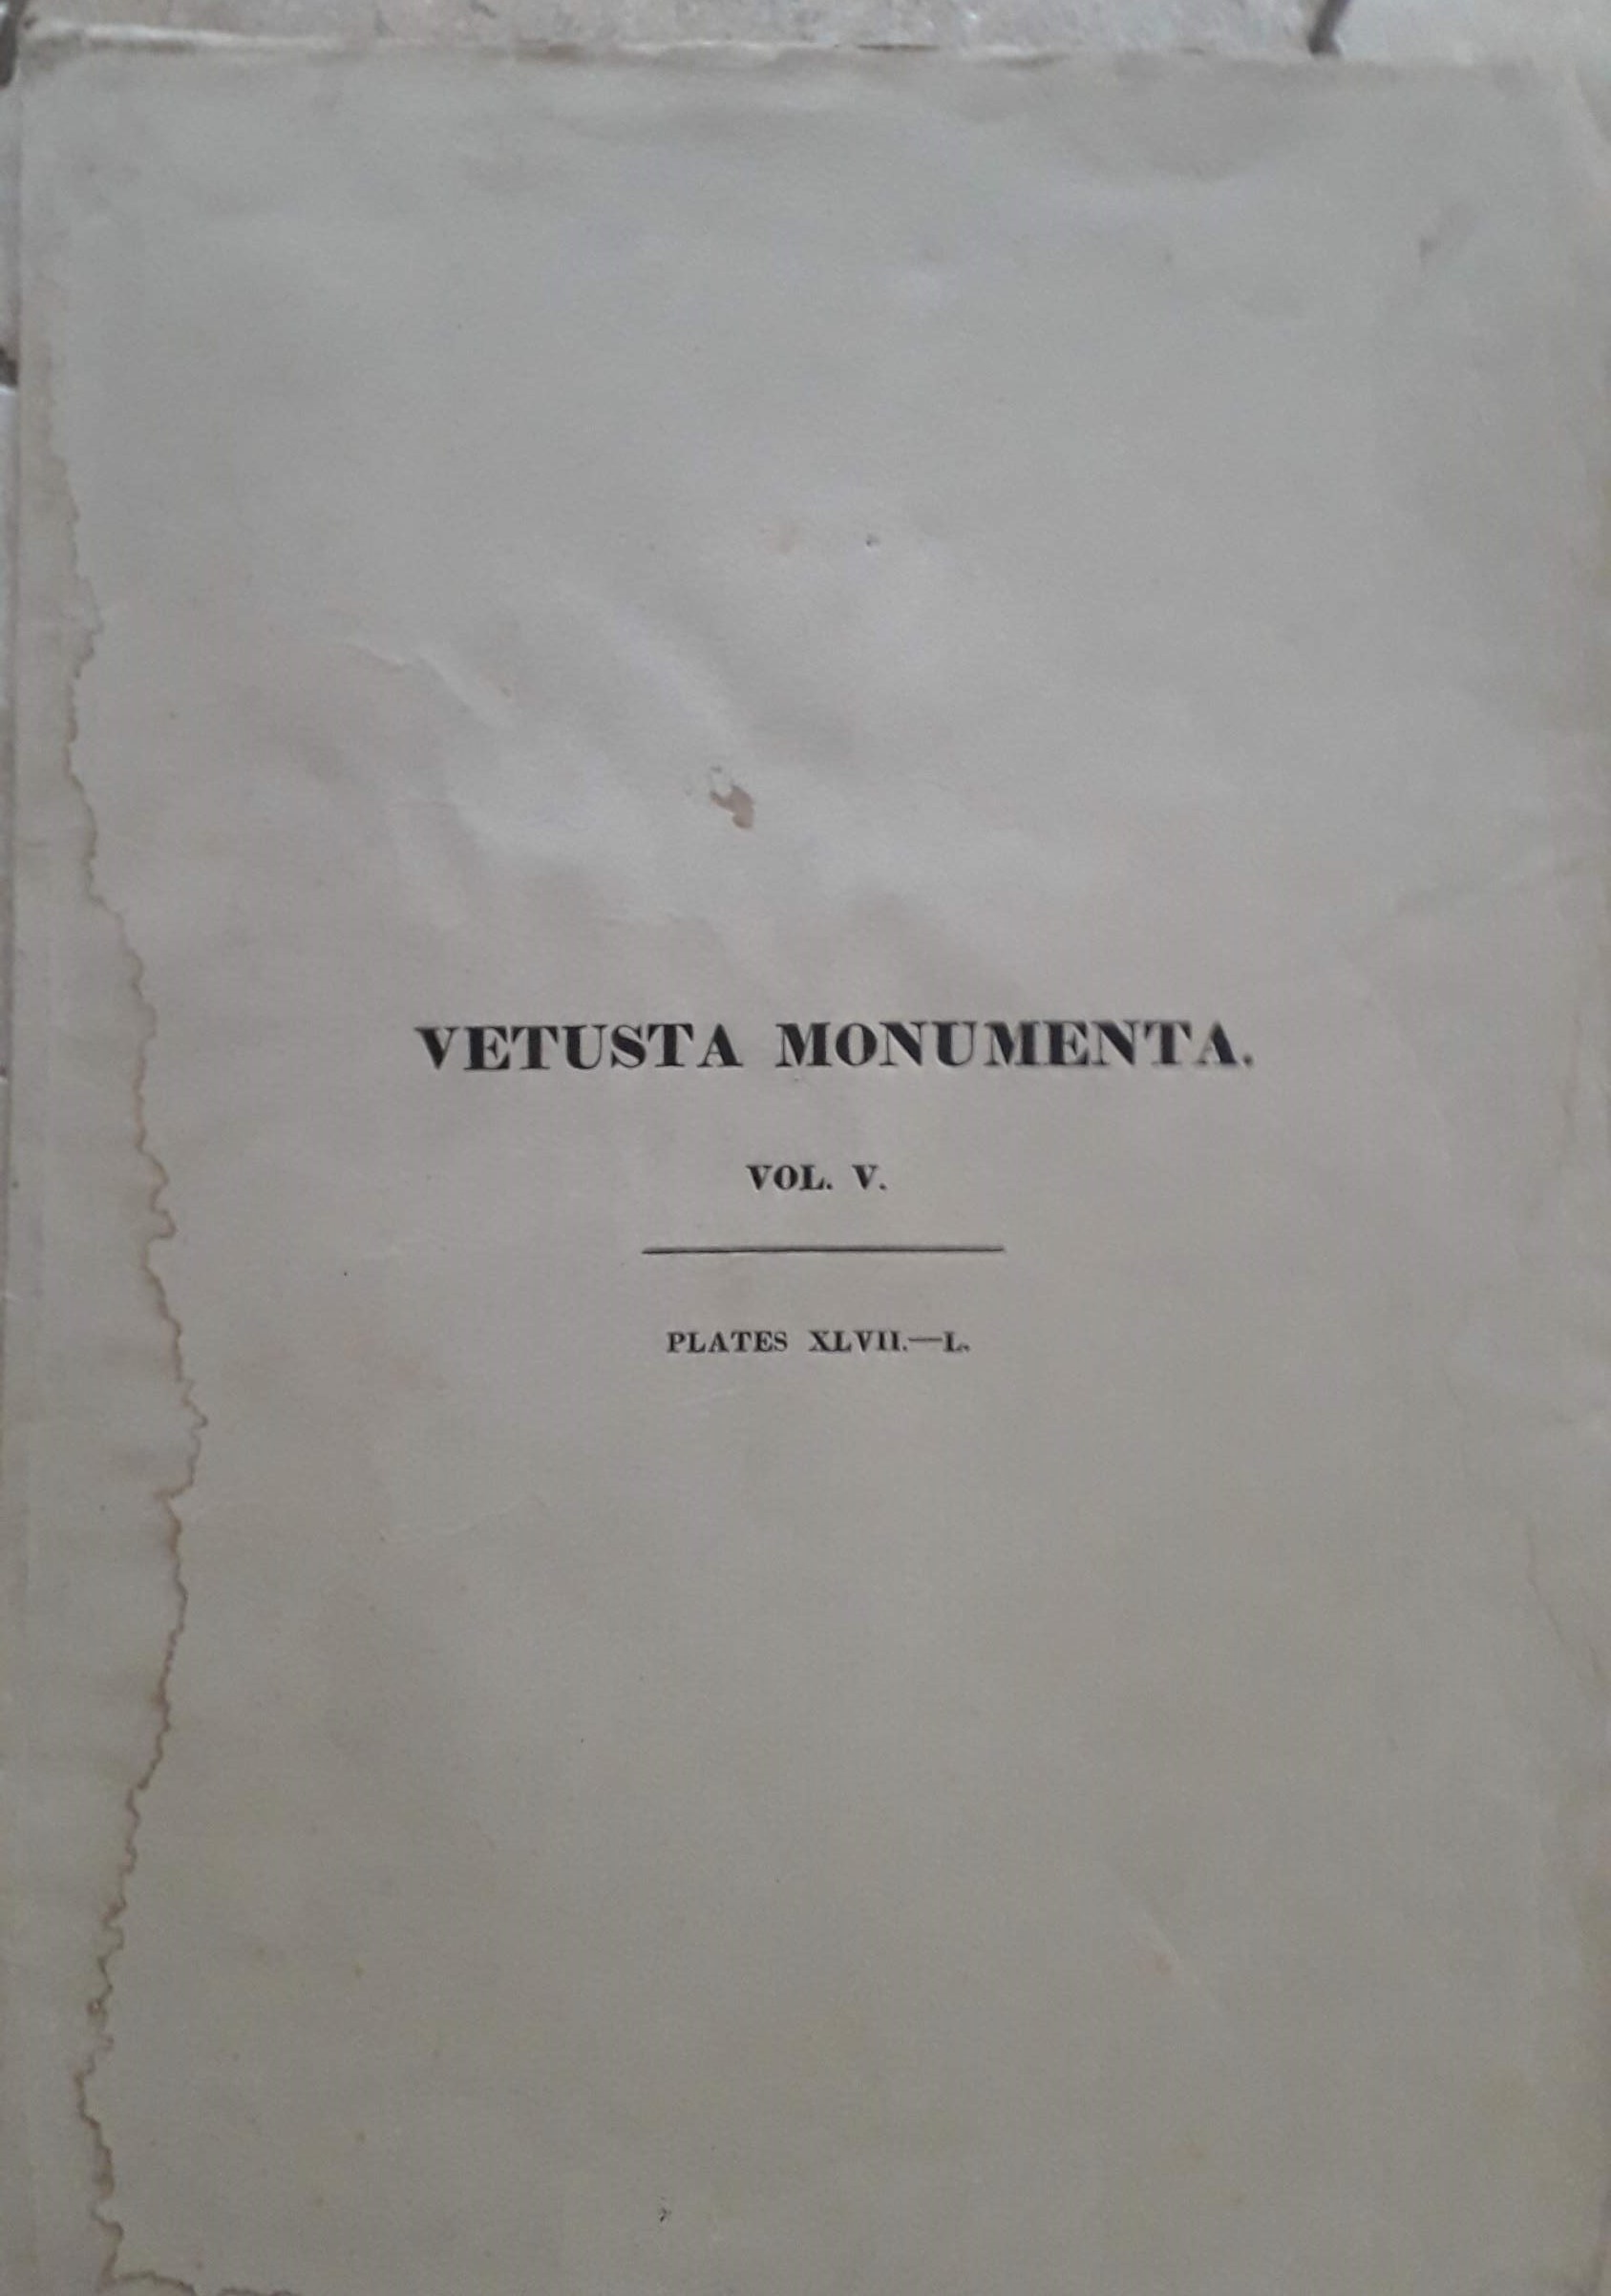 VETUSTA MONUMENTA.
VOL. V.
PLATES XLVII.—L.